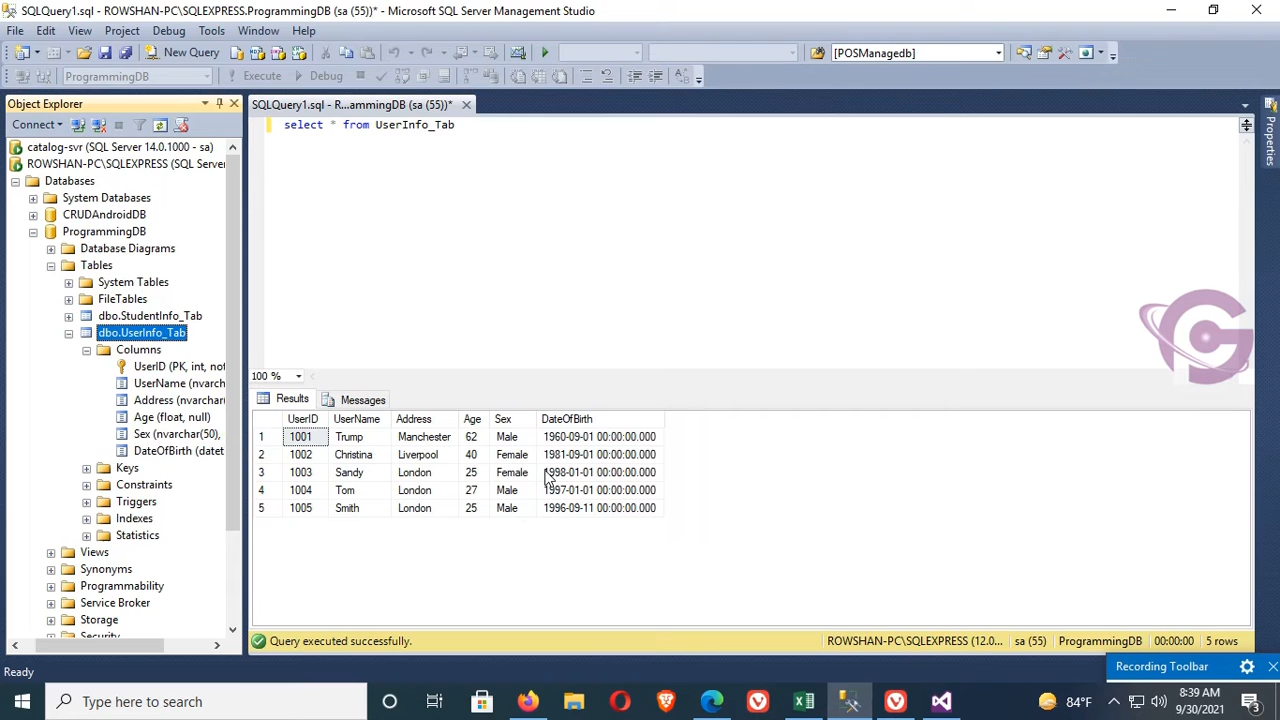 SQLQuery1.sql - ROWSHAN-PC\SQLEXPRESS.ProgrammingDB (sa (55))* - Microsoft SQL Server Management Studio
File Edit View Project Debug Tools Window Help
New Query [POSManagedb]
ProgrammingDB Execute Debug
Object Explorer
SQLQuery1.sql - R...ammingDB (sa (55))*
Properties
Connect
select * from UserInfo_Tab
catalog-svr (SQL Server 14.0.1000 - sa)
ROWSHAN-PC\SQLEXPRESS (SQL Server
Databases
System Databases
CRUDAndroidDB
ProgrammingDB
Database Diagrams
Tables
System Tables
FileTables
dbo.StudentInfo_Tab
dbo.UserInfo_Tab
Columns
UserID (PK, int, not
UserName (nvarch
Address (nvarchar
Age (float, null)
Sex (nvarchar(50),
DateOfBirth (datet
Keys
Constraints
Triggers
Indexes
Statistics
Views
Synonyms
Programmability
Service Broker
Storage
Security
100 %
Results Messages
UserID UserName Address Age Sex DateOfBirth
1 1001 Trump Manchester 62 Male 1960-09-01 00:00:00.000
2 1002 Christina Liverpool 40 Female 1981-09-01 00:00:00.000
3 1003 Sandy London 25 Female 1998-01-01 00:00:00.000
4 1004 Tom London 27 Male 1997-01-01 00:00:00.000
5 1005 Smith London 25 Male 1996-09-11 00:00:00.000
Query executed successfully. ROWSHAN-PC\SQLEXPRESS (12.0... sa (55) ProgrammingDB 00:00:00 5 rows
Ready
Recording Toolbar
Type here to search
84°F
8:39 AM
9/30/2021
3